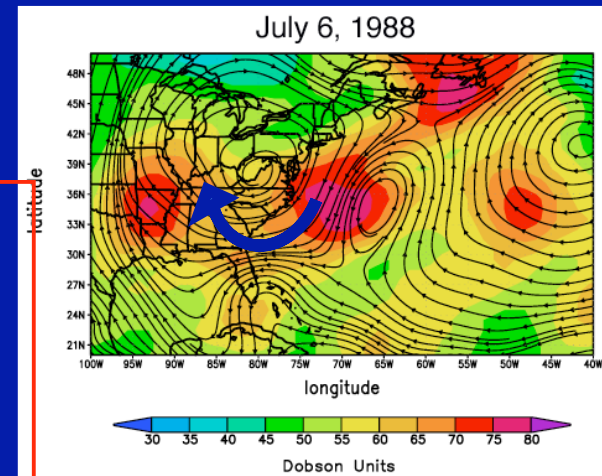 July 6, 1988
48N
45N
42N
39N
36N
33N
30N
27N
24N
21N
latitude
100W 95W 90W 85W 80W 75W 70W 65W 60W 55W 50W 45W 40W
longitude
30 35 40 45 50 55 60 65 70 75 80
Dobson Units